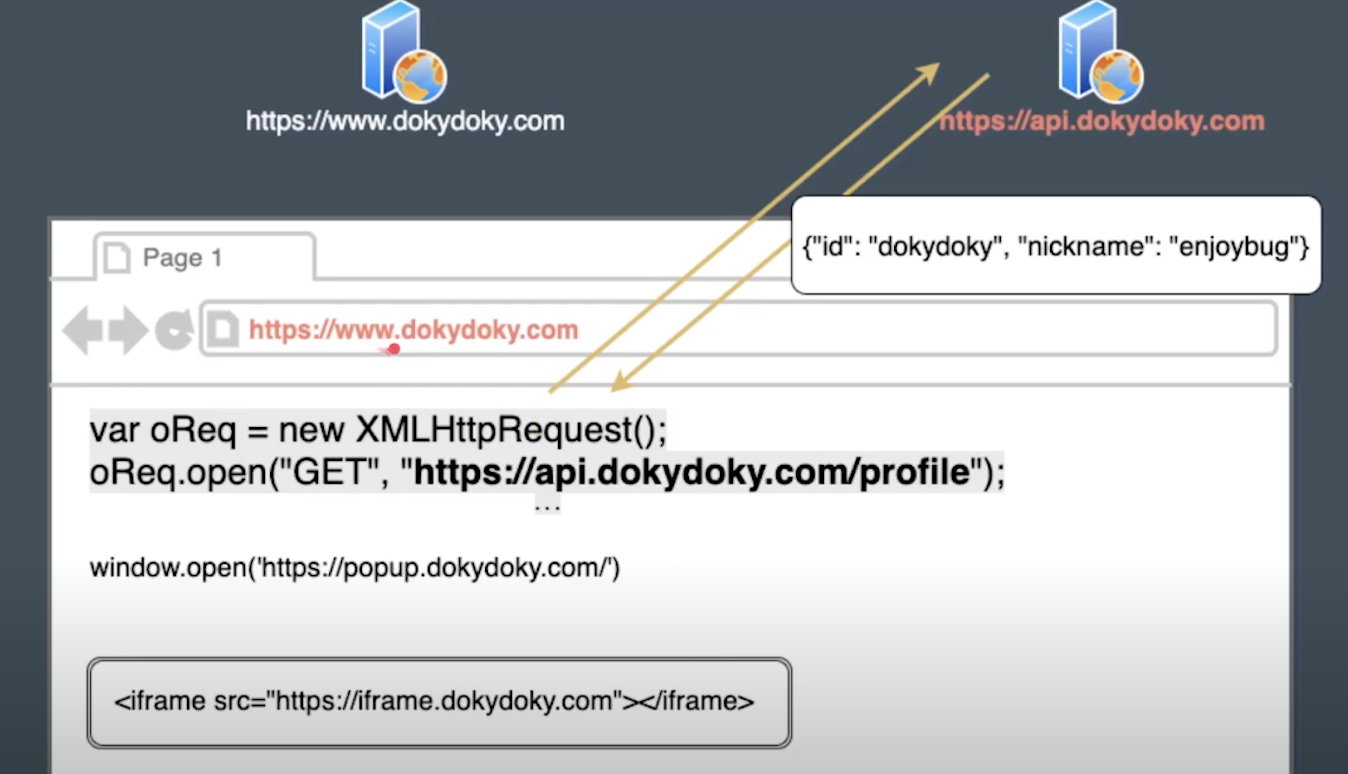 https://www.dokydoky.com
https://api.dokydoky.com
{"id": "dokydoky", "nickname": "enjoybug"}
Page 1
https://www.dokydoky.com
var oReq = new XMLHttpRequest();
oReq.open("GET", "https://api.dokydoky.com/profile");
...
window.open('https://popup.dokydoky.com/')
<iframe src="https://iframe.dokydoky.com"></iframe>